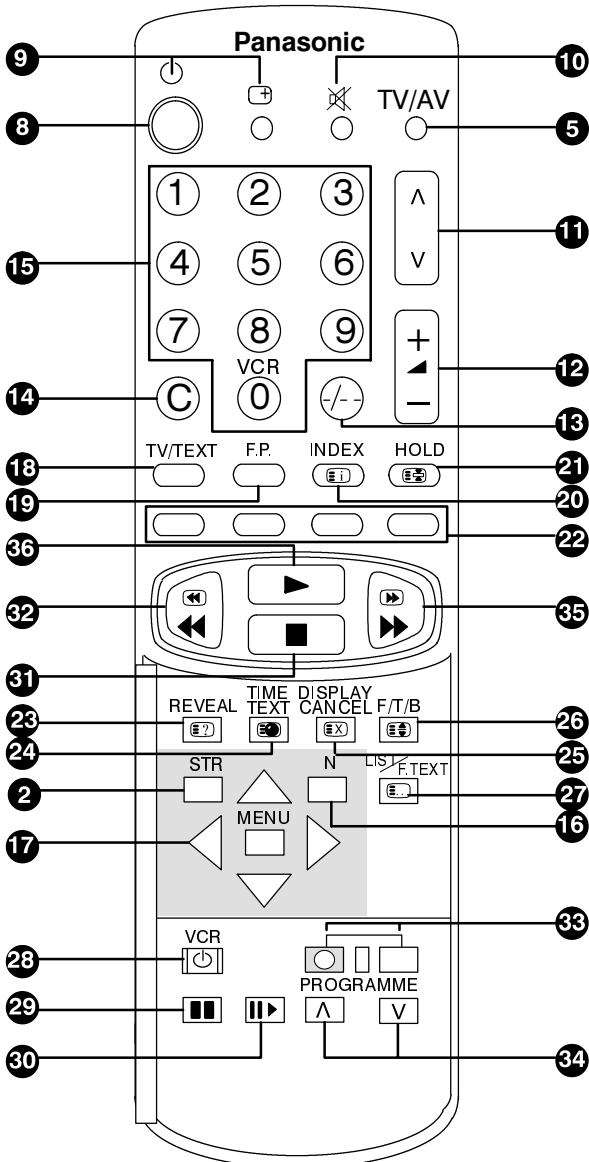 Panasonic
9
10
TV/AV
8
5
1 2 3
11
15
4 5 6
7 8 9
VCR
12
14
C 0 -/--
13
TV/TEXT F.P. INDEX HOLD
18
21
i
19
20
36
22
32
35
31
REVEAL TIME TEXT DISPLAY CANCEL F/T/B
23
26
? X
24
25
STR N LIST/F.TEXT
2
27
16
MENU
17
33
VCR
28
PROGRAMME
29
30
34